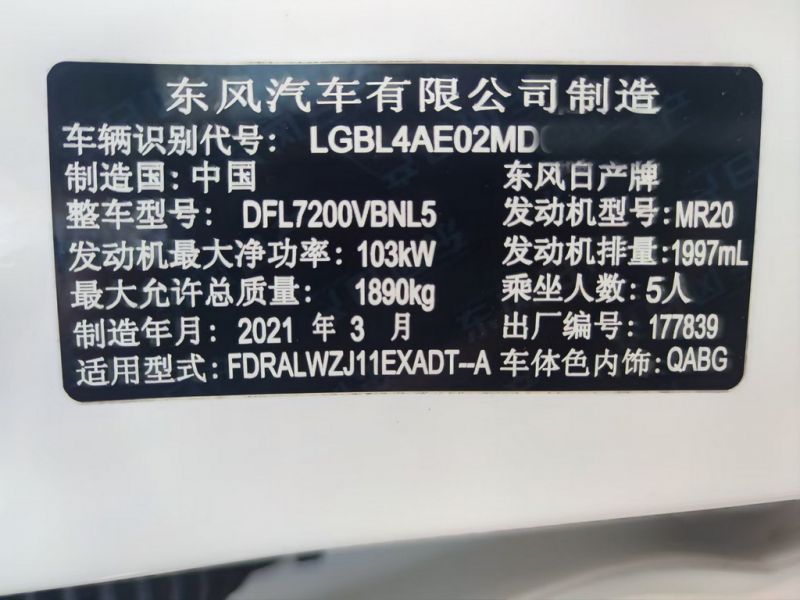 东风汽车有限公司制造
车辆识别代号: LGBL4AE02MD
制造国:中国 东风日产牌
整车型号: DFL7200VBNL5 发动机型号:MR20
发动机最大净功率: 103kW 发动机排量:1997mL
最大允许总质量: 1890kg 乘坐人数:5人
制造年月: 2021 年 3 月 出厂编号: 177839
适用型式:FDRALWZJ11EXADT--A 车体色内饰:QABG